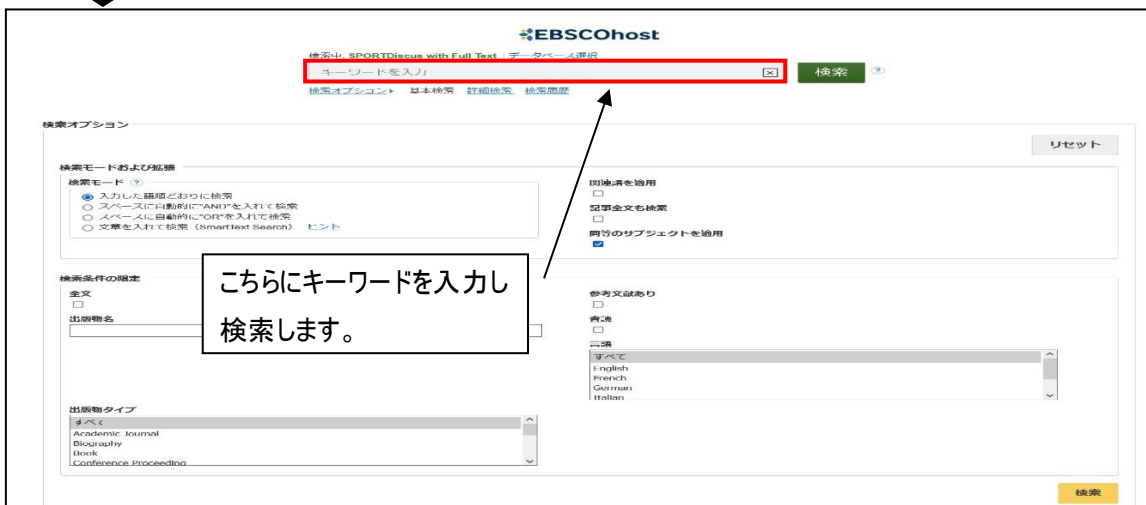 EBSCOhost
検索中: SPORTDiscus with Full Text データベース選択
キーワードを入力
検索 ?
検索オプション 基本検索 詳細検索 検索履歴
検索オプション
リセット
検索モードおよび拡張
検索モード ?
入力した語順どおりに検索
スペースに自動的に"AND"を入れて検索
スペースに自動的に"OR"を入れて検索
文章を入れて検索 (SmartText Search) ヒント
関連語を適用
記事全文も検索
同等のサブジェクトを適用
こちらにキーワードを入力し
検索します。
検索条件の限定
全文
出版物名
参考文献あり
査読
言語
すべて
English
French
German
Italian
出版物タイプ
すべて
Academic Journal
Biography
Book
Conference Proceeding
検索